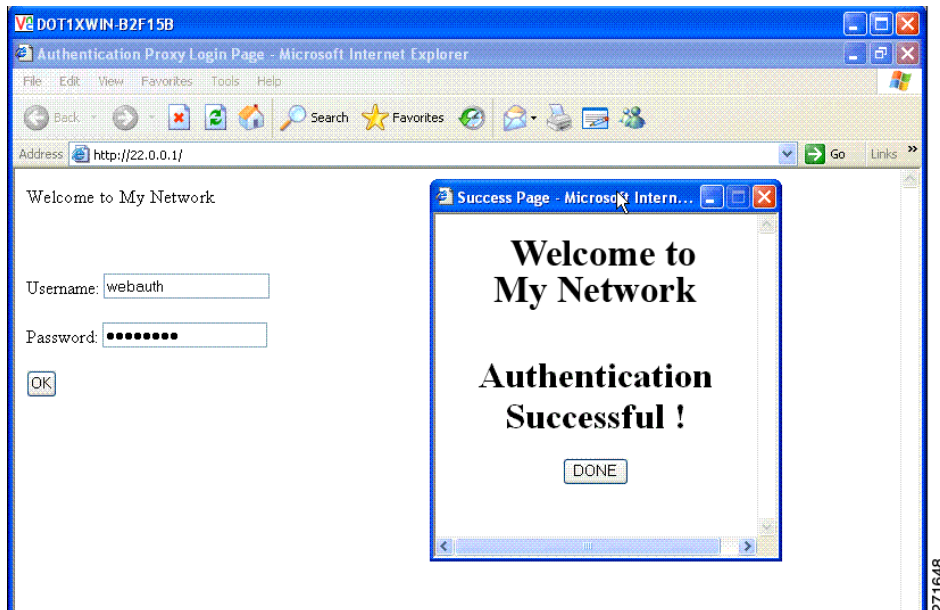 DOT1XWIN-B2F15B
Authentication Proxy Login Page - Microsoft Internet Explorer
File Edit View Favorites Tools Help
Back Search Favorites
Address http://22.0.0.1/ Go Links »
Welcome to My Network
Username: webauth
Password: ●●●●●●●●
OK
Success Page - Microsoft Intern...
Welcome to
My Network
Authentication
Successful !
DONE
271648